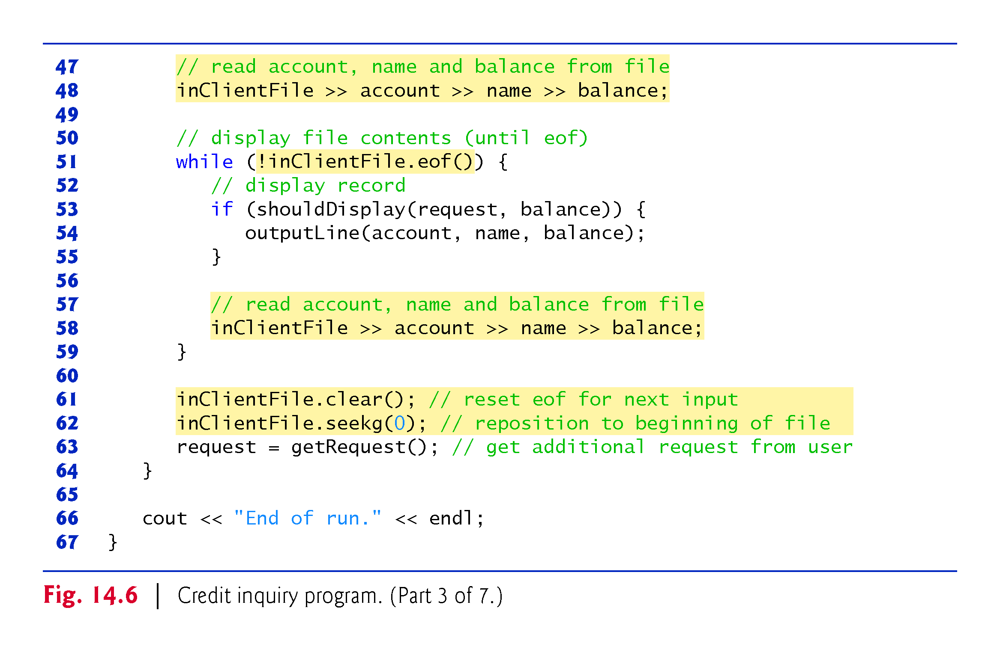 47         // read account, name and balance from file
48         inClientFile >> account >> name >> balance;
49
50         // display file contents (until eof)
51         while (!inClientFile.eof()) {
52            // display record
53            if (shouldDisplay(request, balance)) {
54               outputLine(account, name, balance);
55            }
56
57            // read account, name and balance from file
58            inClientFile >> account >> name >> balance;
59         }
60
61         inClientFile.clear(); // reset eof for next input
62         inClientFile.seekg(0); // reposition to beginning of file
63         request = getRequest(); // get additional request from user
64      }
65
66      cout << "End of run." << endl;
67   }
Fig. 14.6 | Credit inquiry program. (Part 3 of 7.)